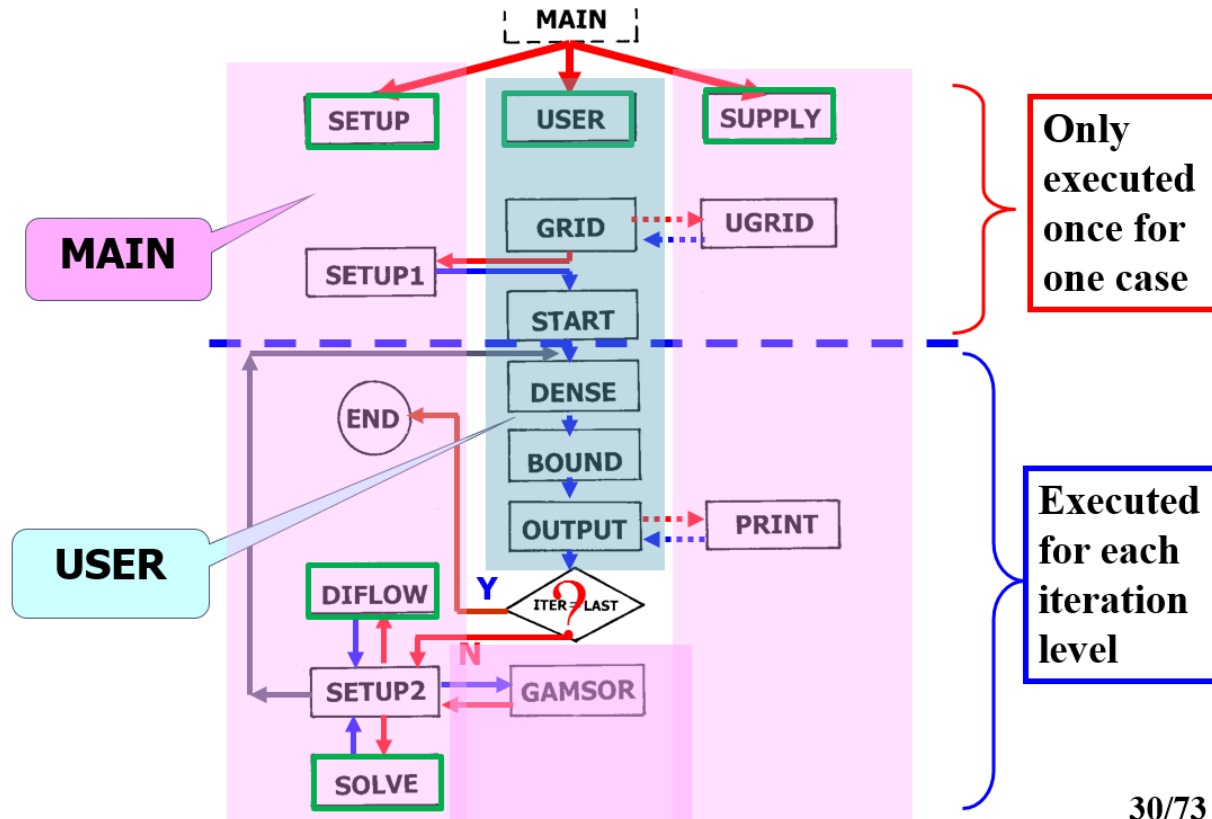 MAIN
SETUP
USER
SUPPLY
Only
executed
once for
one case
GRID
UGRID
MAIN
SETUP1
START
DENSE
END
BOUND
OUTPUT
PRINT
Executed
for each
iteration
level
USER
DIFLOW
Y
ITER=LAST
?
N
SETUP2
GAMSOR
SOLVE
30/73